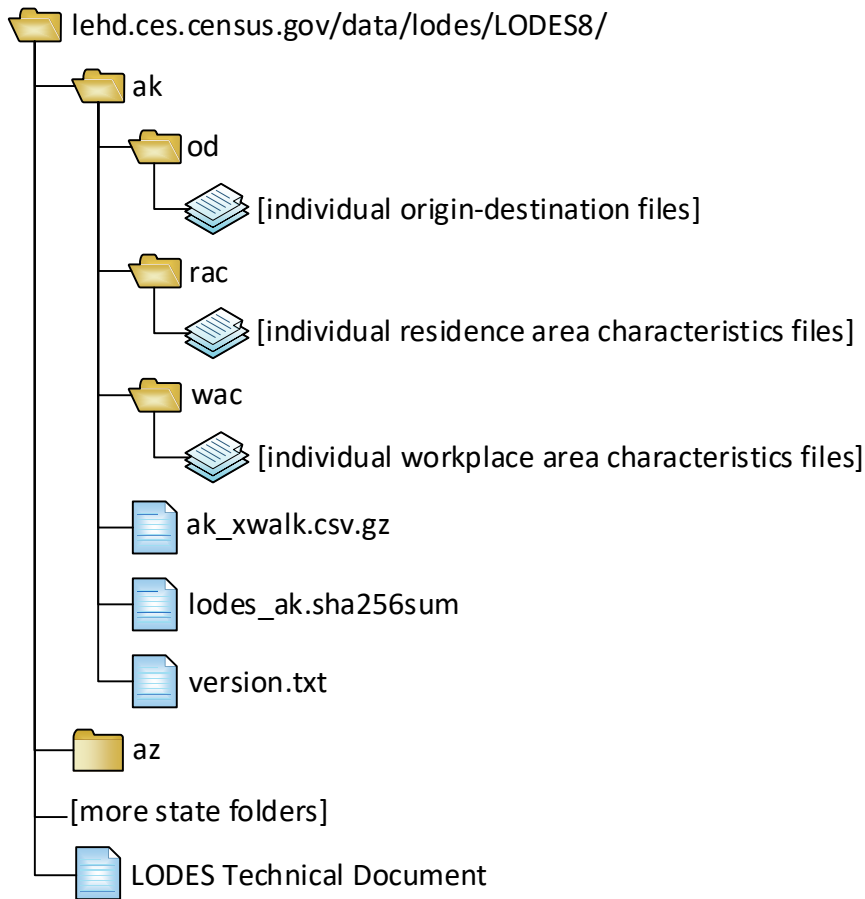 lehd.ces.census.gov/data/lodes/LODES8/
ak
od
[individual origin-destination files]
rac
[individual residence area characteristics files]
wac
[individual workplace area characteristics files]
ak_xwalk.csv.gz
lodes_ak.sha256sum
version.txt
az
[more state folders]
LODES Technical Document